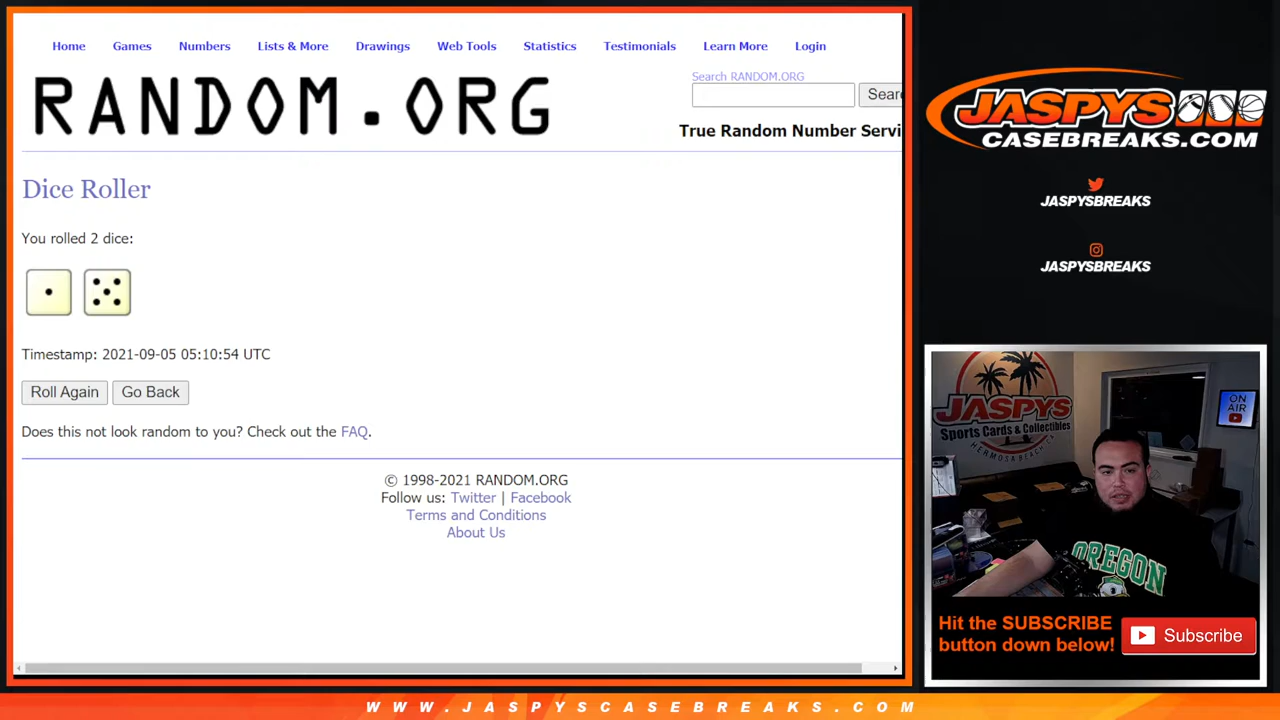 Home Games Numbers Lists & More Drawings Web Tools Statistics Testimonials Learn More Login
RANDOM.ORG
Search RANDOM.ORG
Sear
True Random Number Servi
Dice Roller
You rolled 2 dice:
Timestamp: 2021-09-05 05:10:54 UTC
Roll Again Go Back
Does this not look random to you? Check out the FAQ.
© 1998-2021 RANDOM.ORG
Follow us: Twitter | Facebook
Terms and Conditions
About Us
JASPYS
CASEBREAKS.COM
JASPYSBREAKS
JASPYSBREAKS
JASPYS
Sports Cards & Collectibles
HERMOSA BEACH, CA
ON
AIR
OREGON
Hit the SUBSCRIBE
button down below!
Subscribe
WWW.JASPYSCASEBREAKS.COM